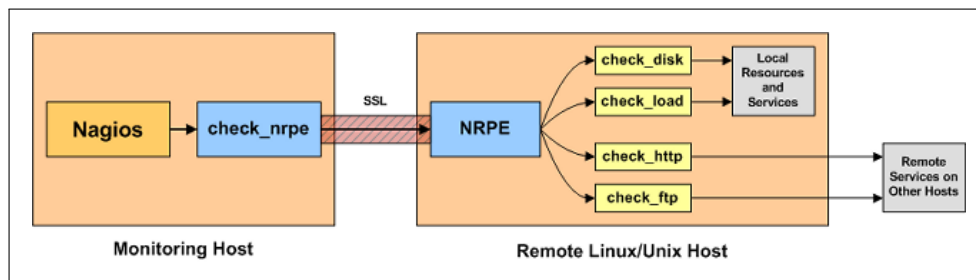 Nagios
check_nrpe
SSL
NRPE
check_disk
check_load
check_http
check_ftp
Local
Resources
and
Services
Remote
Services on
Other Hosts
Monitoring Host
Remote Linux/Unix Host